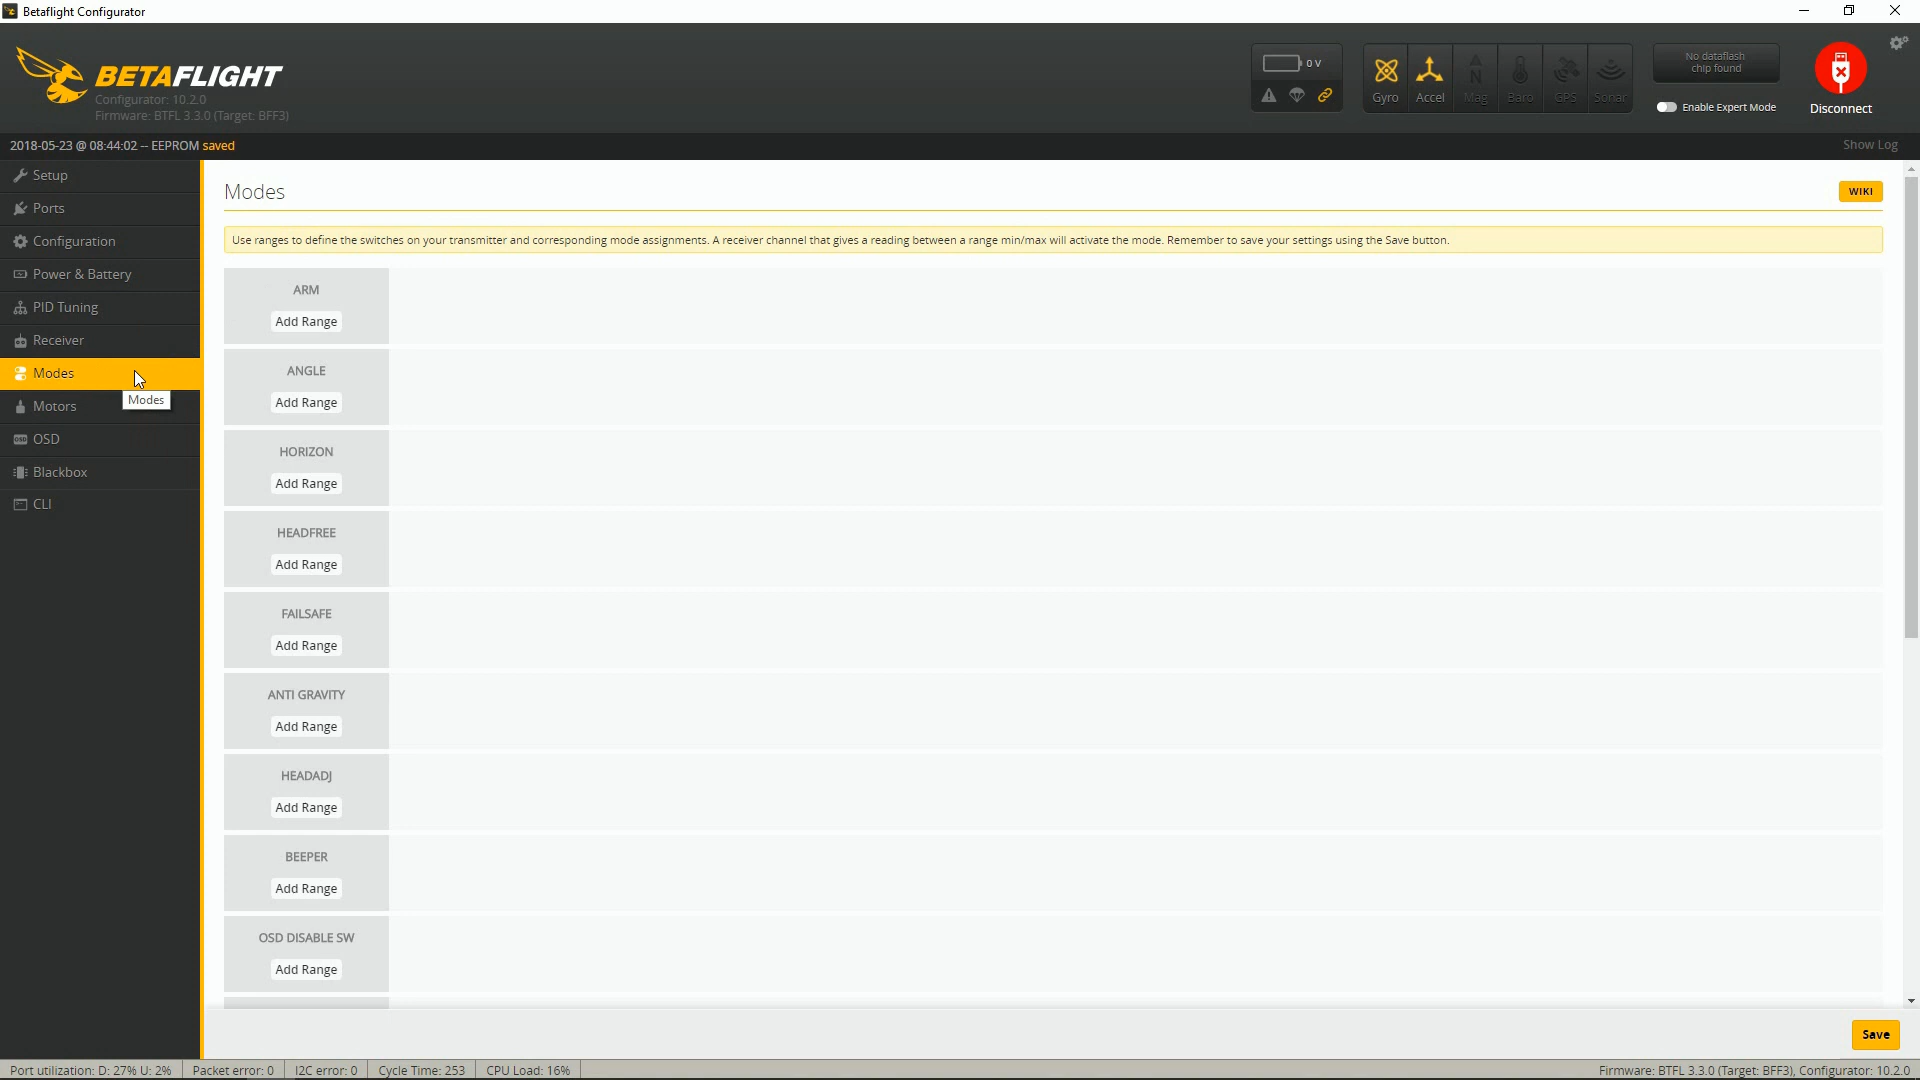 Betaflight Configurator
BETAFLIGHT
Configurator: 10.2.0
Firmware: BTFL 3.3.0 (Target: BFF3)
0 V
Gyro
Accel
Mag
Baro
GPS
Sonar
No dataflash
chip found
Enable Expert Mode
Disconnect
2018-05-23 @ 08:44:02 -- EEPROM saved
Show Log
Setup
Ports
Configuration
Power & Battery
PID Tuning
Receiver
Modes
Modes
Motors
OSD
Blackbox
CLI
Modes
WIKI
Use ranges to define the switches on your transmitter and corresponding mode assignments. A receiver channel that gives a reading between a range min/max will activate the mode. Remember to save your settings using the Save button.
ARM
Add Range
ANGLE
Add Range
HORIZON
Add Range
HEADFREE
Add Range
FAILSAFE
Add Range
ANTI GRAVITY
Add Range
HEADADJ
Add Range
BEEPER
Add Range
OSD DISABLE SW
Add Range
Save
Port utilization: D: 27% U: 2%
Packet error: 0
I2C error: 0
Cycle Time: 253
CPU Load: 16%
Firmware: BTFL 3.3.0 (Target: BFF3), Configurator: 10.2.0